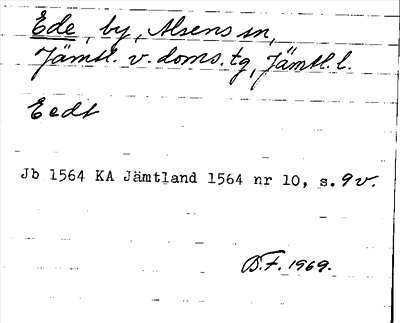 Ede, by, Alsens sn,
Jämtl. v. doms. tg, Jämtl. l.
Eedt
Jb 1564 KA Jämtland 1564 nr 10, s. 9v.
B.F. 1969.